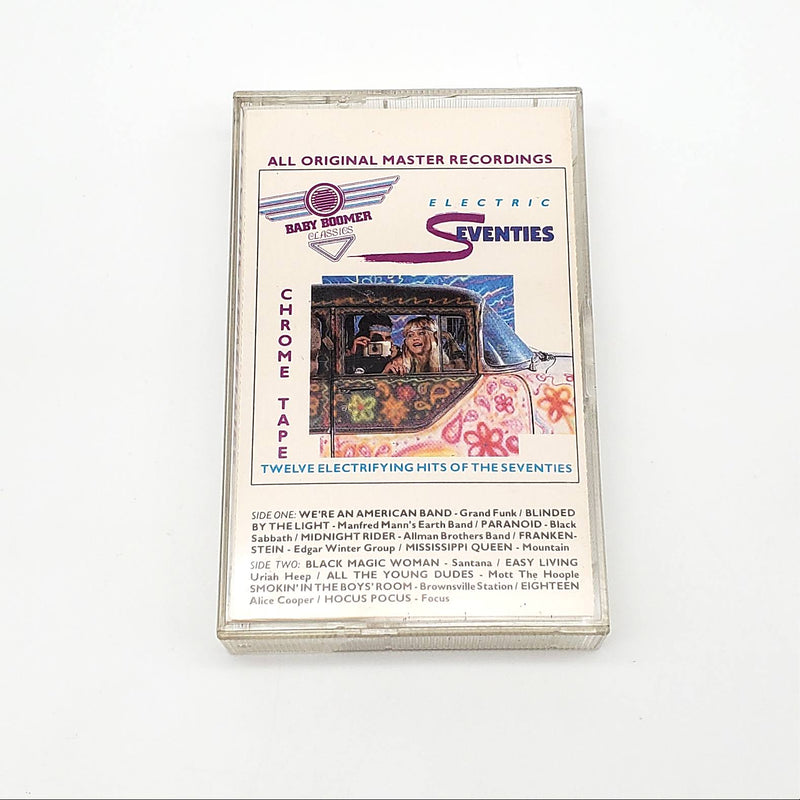 ALL ORIGINAL MASTER RECORDINGS
BABY BOOMER
CLASSICS
ELECTRIC
SEVENTIES
CHROME TAPE
TWELVE ELECTRIFYING HITS OF THE SEVENTIES
SIDE ONE: WE'RE AN AMERICAN BAND - Grand Funk / BLINDED
BY THE LIGHT - Manfred Mann's Earth Band / PARANOID - Black
Sabbath / MIDNIGHT RIDER - Allman Brothers Band / FRANKEN-
STEIN - Edgar Winter Group / MISSISSIPPI QUEEN - Mountain
SIDE TWO: BLACK MAGIC WOMAN - Santana / EASY LIVING
Uriah Heep / ALL THE YOUNG DUDES - Mott The Hoople
SMOKIN' IN THE BOYS' ROOM - Brownsville Station / EIGHTEEN
Alice Cooper / HOCUS POCUS - Focus